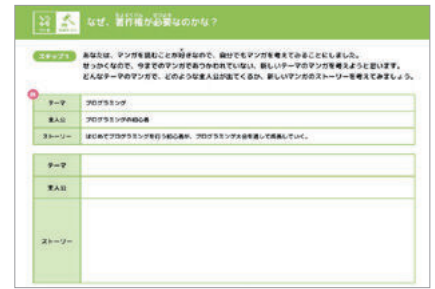 なぜ、著作権が必要なのかな?
ステップ1
あなたは、マンガを読むことが好きなので、自分でもマンガを考えてみることにしました。
せっかくなので、今までのマンガであつかわれていない、新しいテーマのマンガを考えようと思います。
どんなテーマのマンガで、どのような主人公が出てくるか、新しいマンガのストーリーを考えてみましょう。
例
テーマ プログラミング
主人公 プログラミングの初心者
ストーリー はじめてプログラミングを行う初心者が、プログラミング大会を通して成長していく。
テーマ
主人公
ストーリー